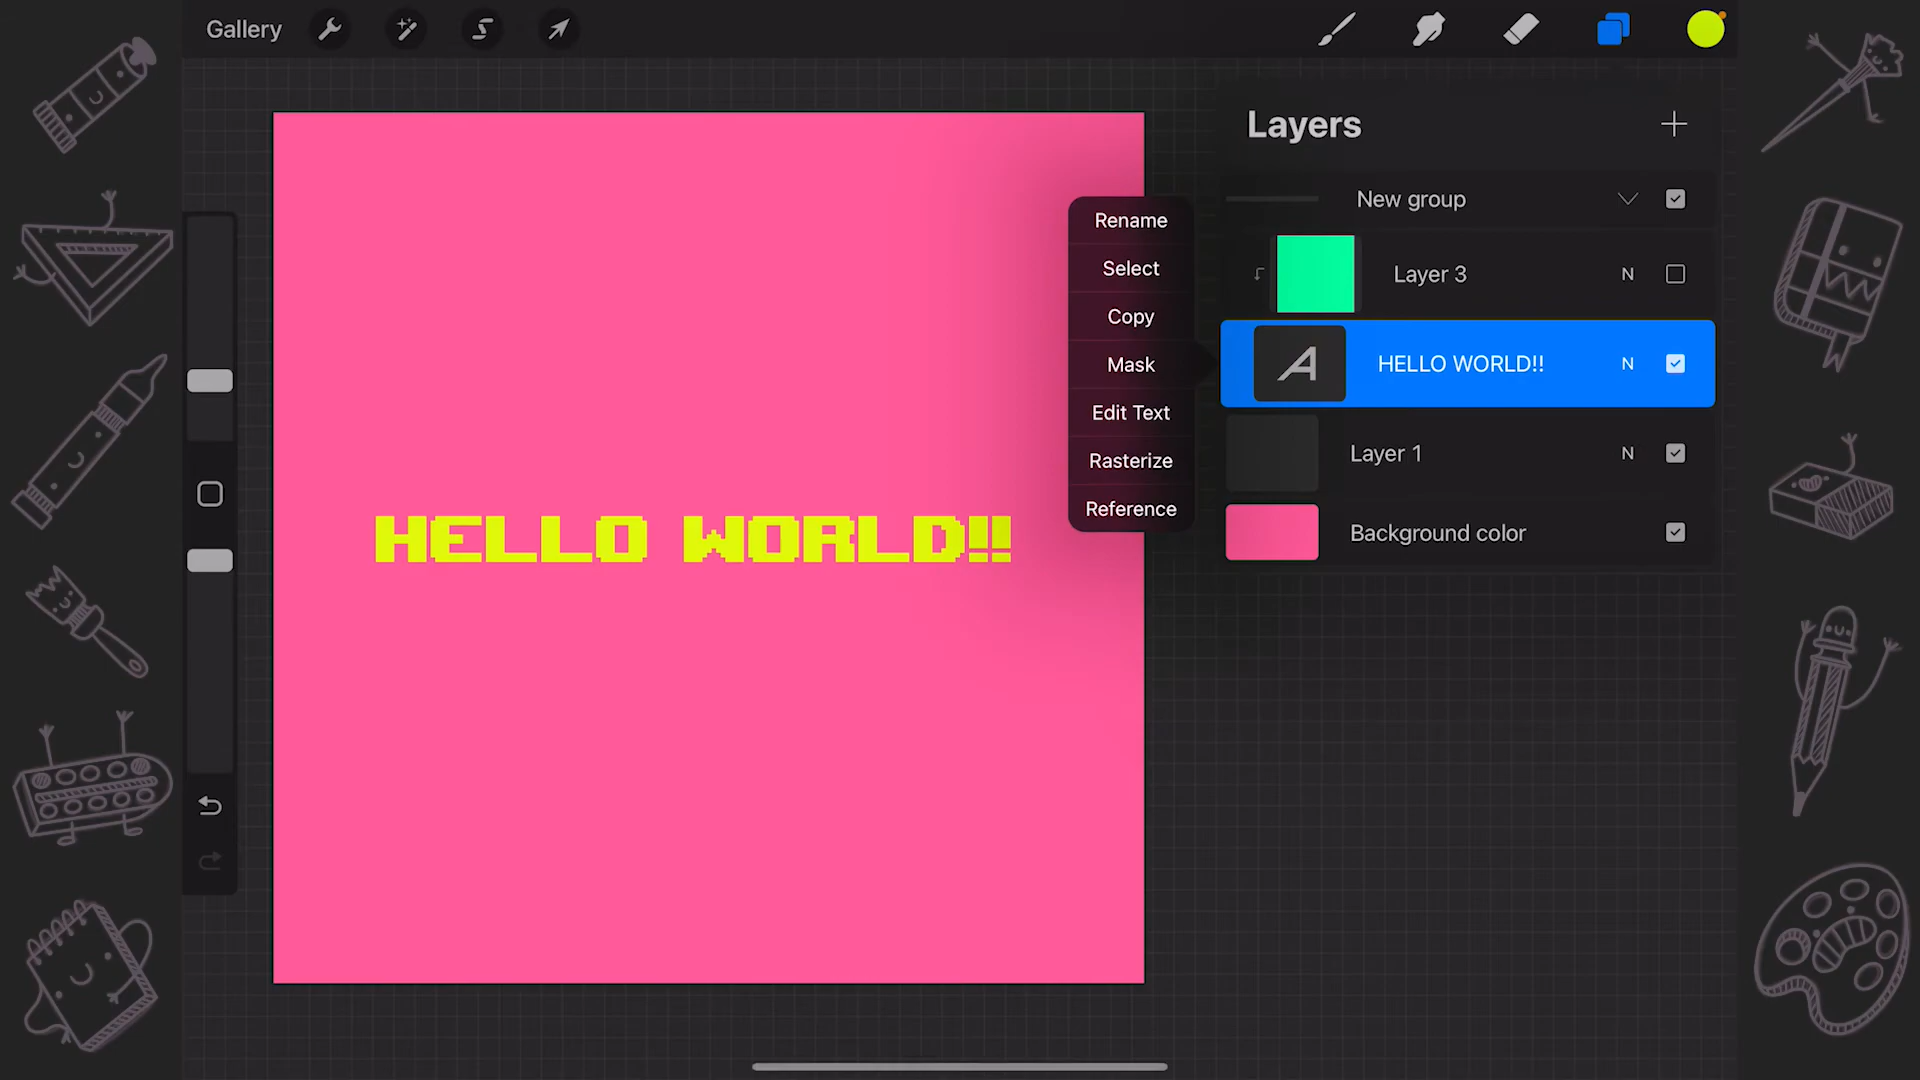 Gallery
Layers
New group
Layer 3 N
HELLO WORLD!! N
Layer 1 N
Background color
Rename
Select
Copy
Mask
Edit Text
Rasterize
Reference
HELLO WORLD!!